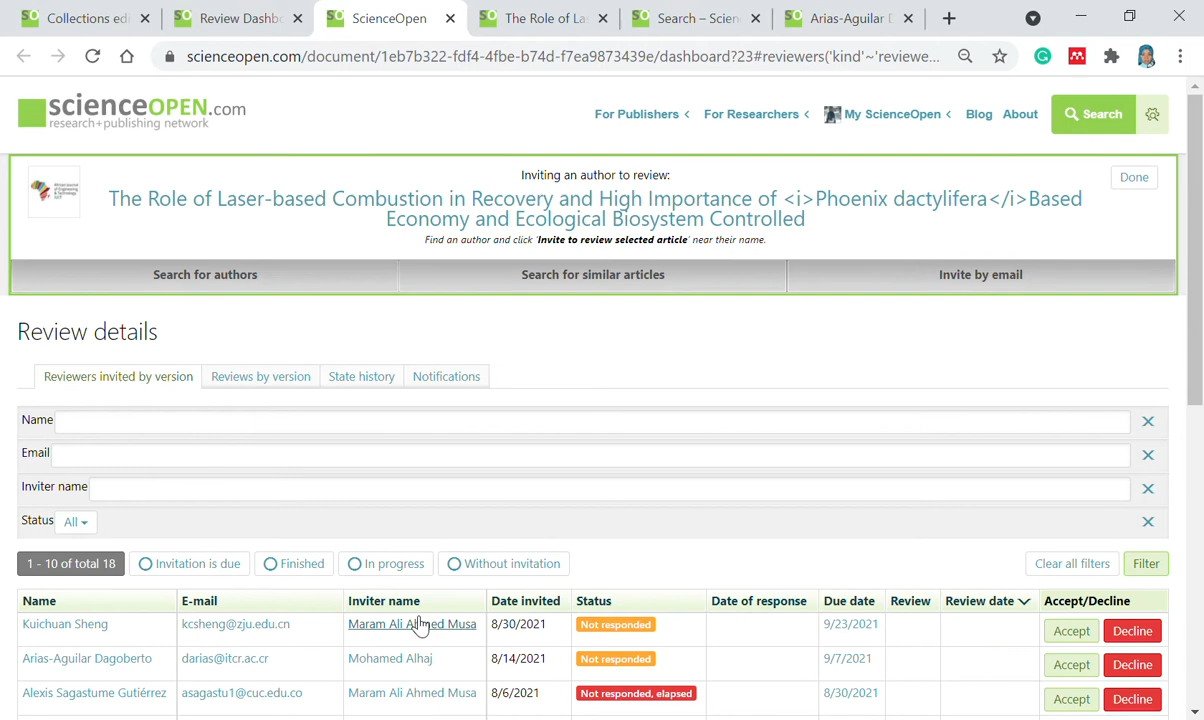 Collections edi
Review Dashbo
ScienceOpen
The Role of La
Search – Scien
Arias-Aguilar D
scienceopen.com/document/1eb7b322-fdf4-4fbe-b74d-f7ea9873439e/dashboard?23#reviewers('kind'~'reviewe...
scienceOPEN.com
research+publishing network
For Publishers
For Researchers
My ScienceOpen
Blog
About
Search
Inviting an author to review:
Done
The Role of Laser-based Combustion in Recovery and High Importance of <i>Phoenix dactylifera</i>Based
Economy and Ecological Biosystem Controlled
Find an author and click 'Invite to review selected article' near their name.
Search for authors
Search for similar articles
Invite by email
Review details
Reviewers invited by version
Reviews by version
State history
Notifications
Name
Email
Inviter name
Status All
1 - 10 of total 18
Invitation is due
Finished
In progress
Without invitation
Clear all filters
Filter
Name E-mail Inviter name Date invited Status Date of response Due date Review Review date Accept/Decline
Kuichuan Sheng kcsheng@zju.edu.cn Maram Ali Ahmed Musa 8/30/2021 Not responded 9/23/2021 Accept Decline
Arias-Aguilar Dagoberto darias@itcr.ac.cr Mohamed Alhaj 8/14/2021 Not responded 9/7/2021 Accept Decline
Alexis Sagastume Gutiérrez asagastu1@cuc.edu.co Maram Ali Ahmed Musa 8/6/2021 Not responded, elapsed 8/30/2021 Accept Decline